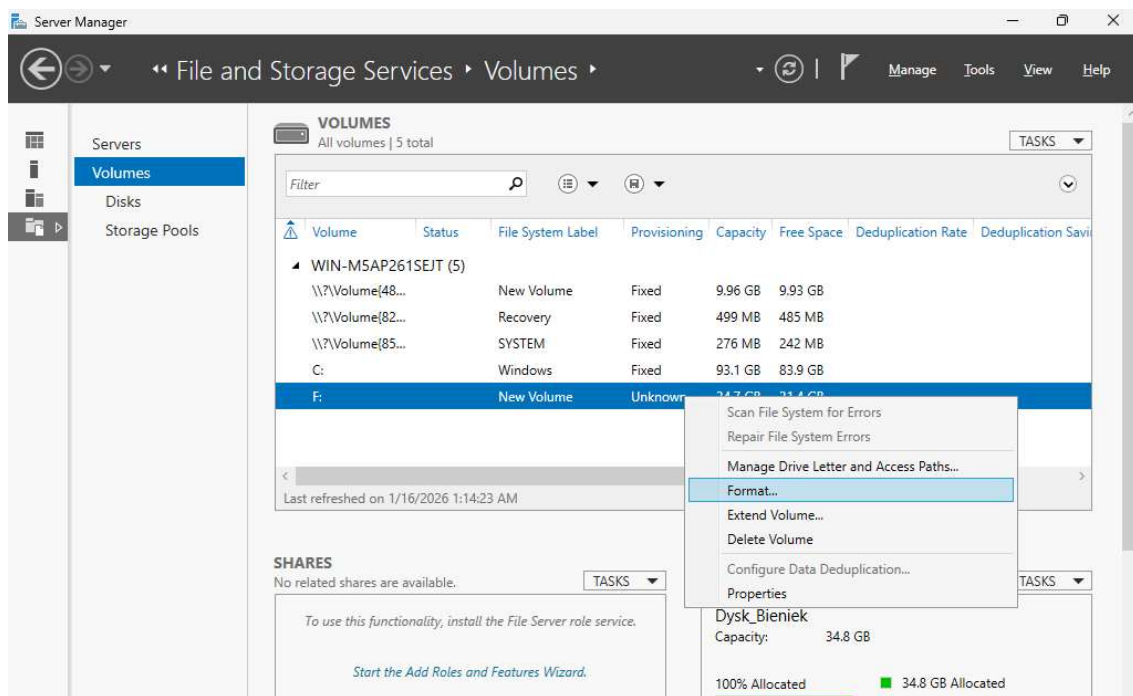 Server Manager
File and Storage Services Volumes
Manage Tools View Help
Servers
Volumes
Disks
Storage Pools
VOLUMES
All volumes | 5 total
TASKS
Filter
Volume Status File System Label Provisioning Capacity Free Space Deduplication Rate Deduplication Savi
WIN-M5AP261SEJT (5)
\\?\Volume{48... New Volume Fixed 9.96 GB 9.93 GB
\\?\Volume{82... Recovery Fixed 499 MB 485 MB
\\?\Volume{85... SYSTEM Fixed 276 MB 242 MB
C: Windows Fixed 93.1 GB 83.9 GB
F: New Volume Unknown
Scan File System for Errors
Repair File System Errors
Manage Drive Letter and Access Paths...
Format...
Extend Volume...
Delete Volume
Configure Data Deduplication...
Properties
Last refreshed on 1/16/2026 1:14:23 AM
SHARES
No related shares are available.
TASKS
To use this functionality, install the File Server role service.
Start the Add Roles and Features Wizard.
TASKS
Dysk_Bieniek
Capacity: 34.8 GB
100% Allocated 34.8 GB Allocated